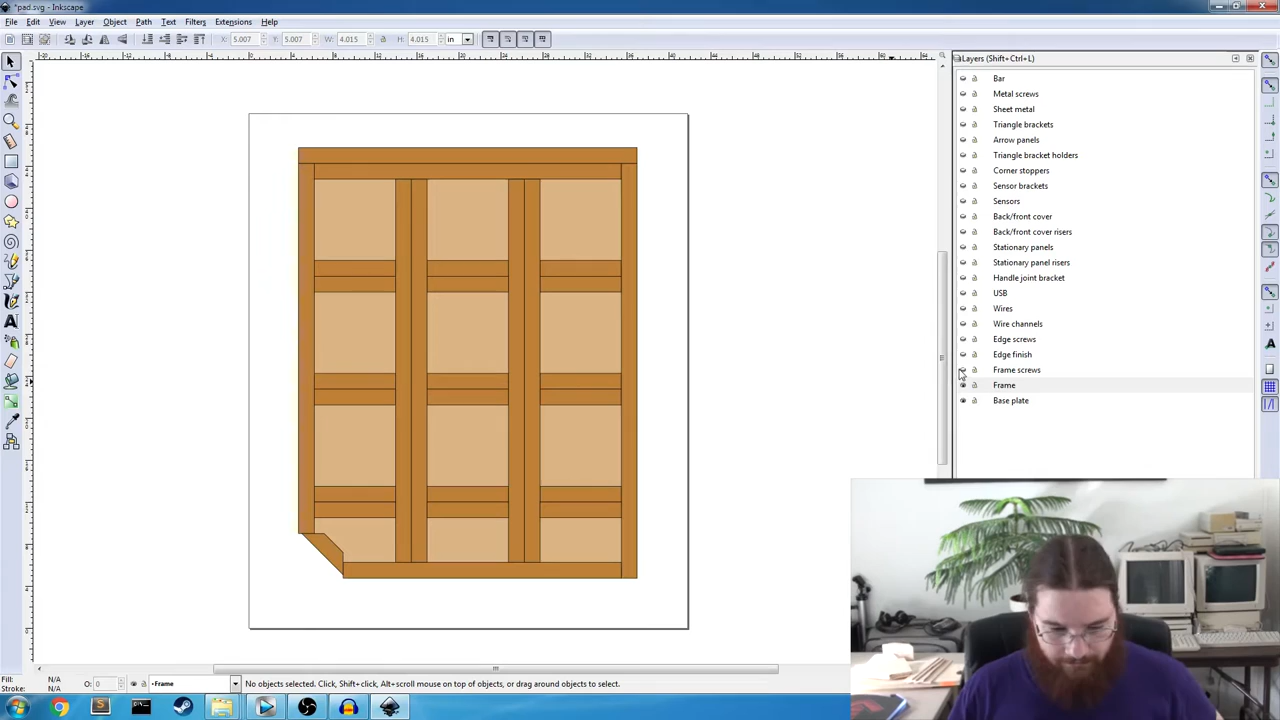 *pad.svg - Inkscape
File Edit View Layer Object Path Text Filters Extensions Help
X: 5.007 Y: 5.007 W: 4.015 H: 4.015 in
Layers (Shift+Ctrl+L)
Bar
Metal screws
Sheet metal
Triangle brackets
Arrow panels
Triangle bracket holders
Corner stoppers
Sensor brackets
Sensors
Back/front cover
Back/front cover risers
Stationary panels
Stationary panel risers
Handle joint bracket
USB
Wires
Wire channels
Edge screws
Edge finish
Frame screws
Frame
Base plate
Fill: N/A
Stroke: N/A
O: 0
•Frame
No objects selected. Click, Shift+click, Alt+scroll mouse on top of objects, or drag around objects to select.